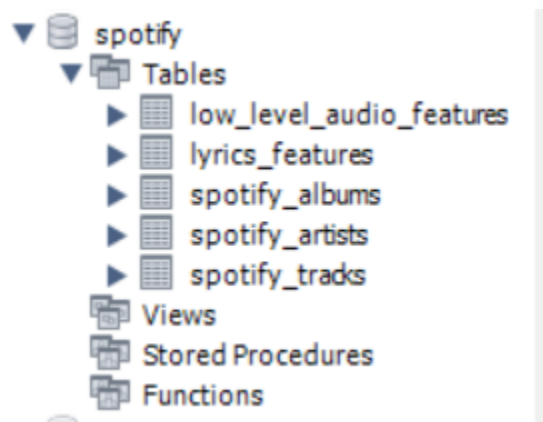 spotify
Tables
low_level_audio_features
lyrics_features
spotify_albums
spotify_artists
spotify_tracks
Views
Stored Procedures
Functions